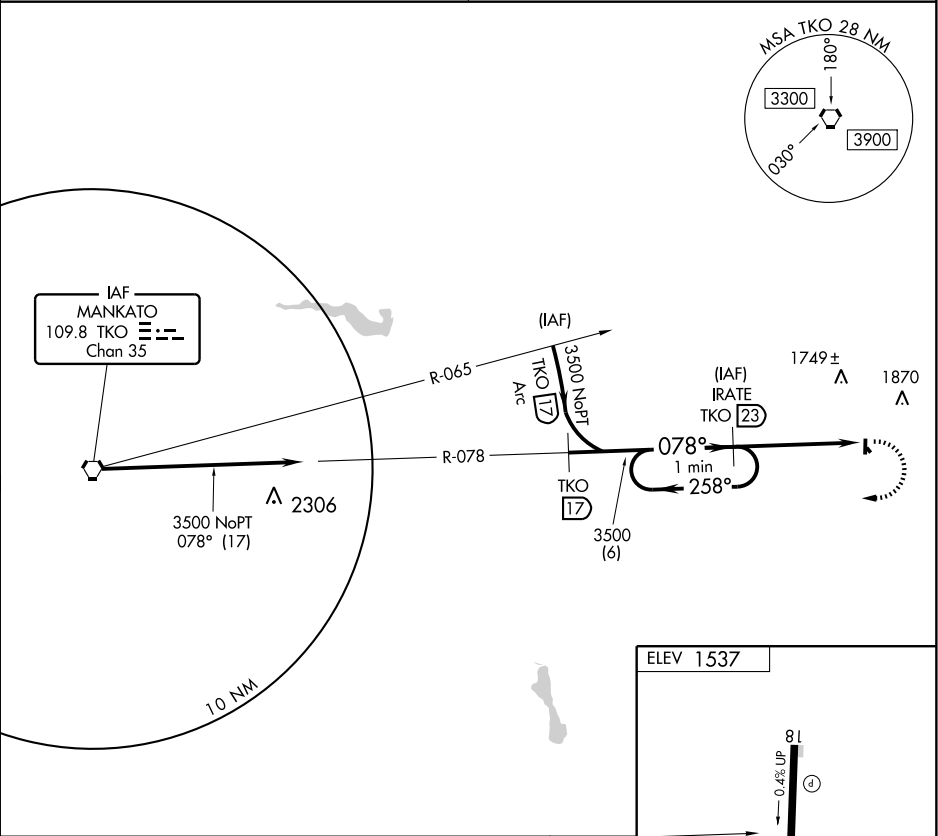 MSA TKO 28 NM
180°
3300
3900
030°
IAF
MANKATO
109.8 TKO
Chan 35
(IAF)
3500 NoPT
TKO 17
Arc
R-065
1749 ±
1870
(IAF)
IRATE
TKO 23
R-078
078°
1 min
258°
TKO
17
3500
(6)
2306
3500 NoPT
078° (17)
10 NM
ELEV 1537
18
0.4% UP
P